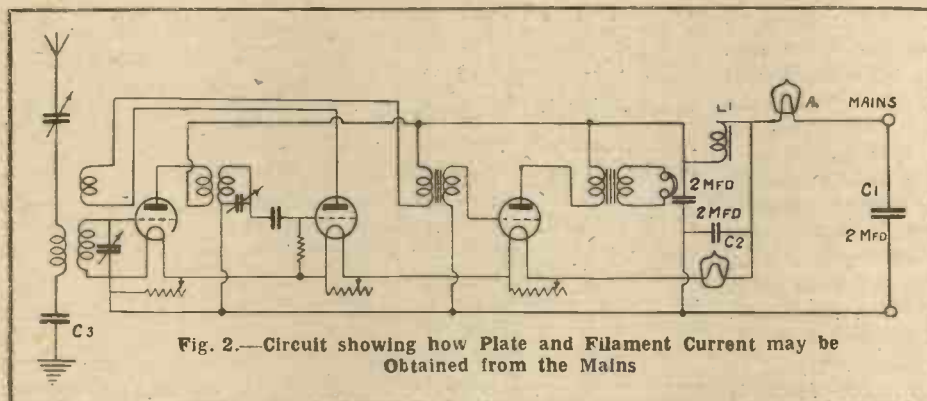 L1
A.
MAINS
2 MFD
C1
2 MFD
2 MFD
C2
C3
Fig. 2.—Circuit showing how Plate and Filament Current may be
Obtained from the Mains